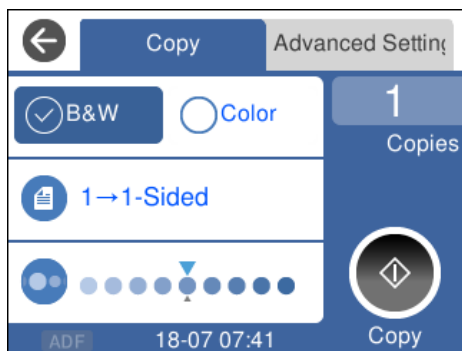 Copy
Advanced Setting
B&W
Color
1
Copies
1→1-Sided
ADF
18-07 07:41
Copy